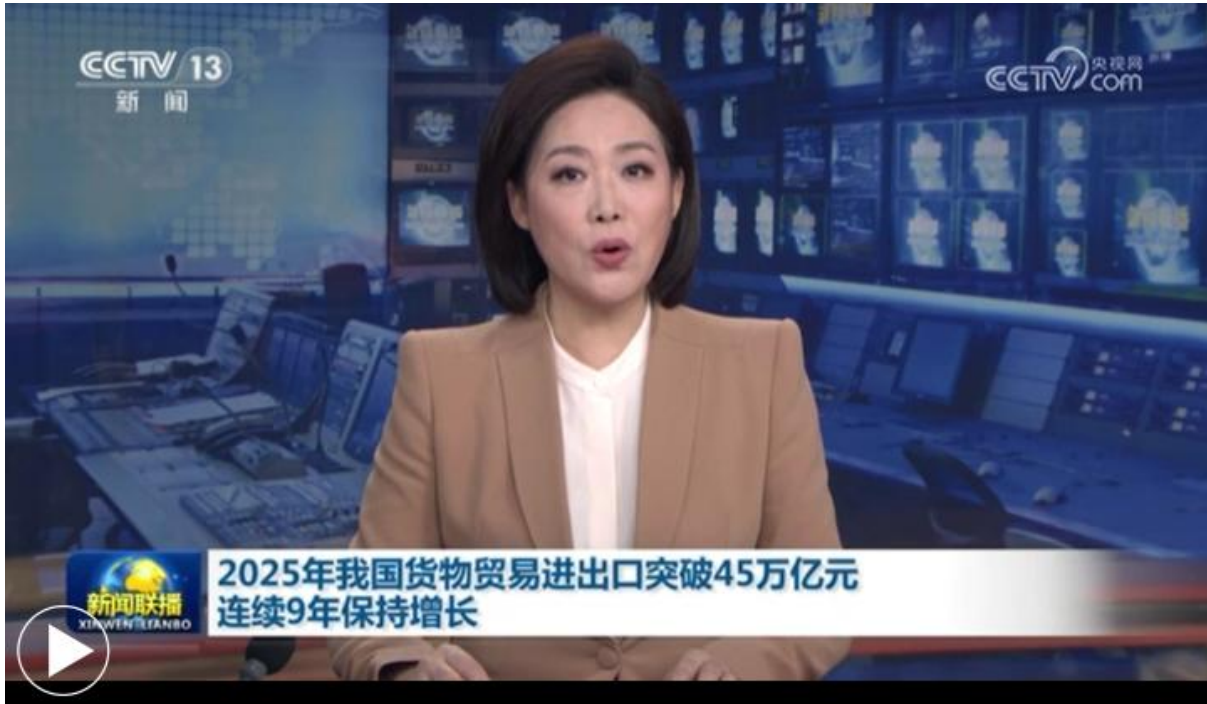 CCTV 13
新闻
央视网
CCTV.com
2025年我国货物贸易进出口突破45万亿元
连续9年保持增长
新闻联播
XINWEN LIANBO